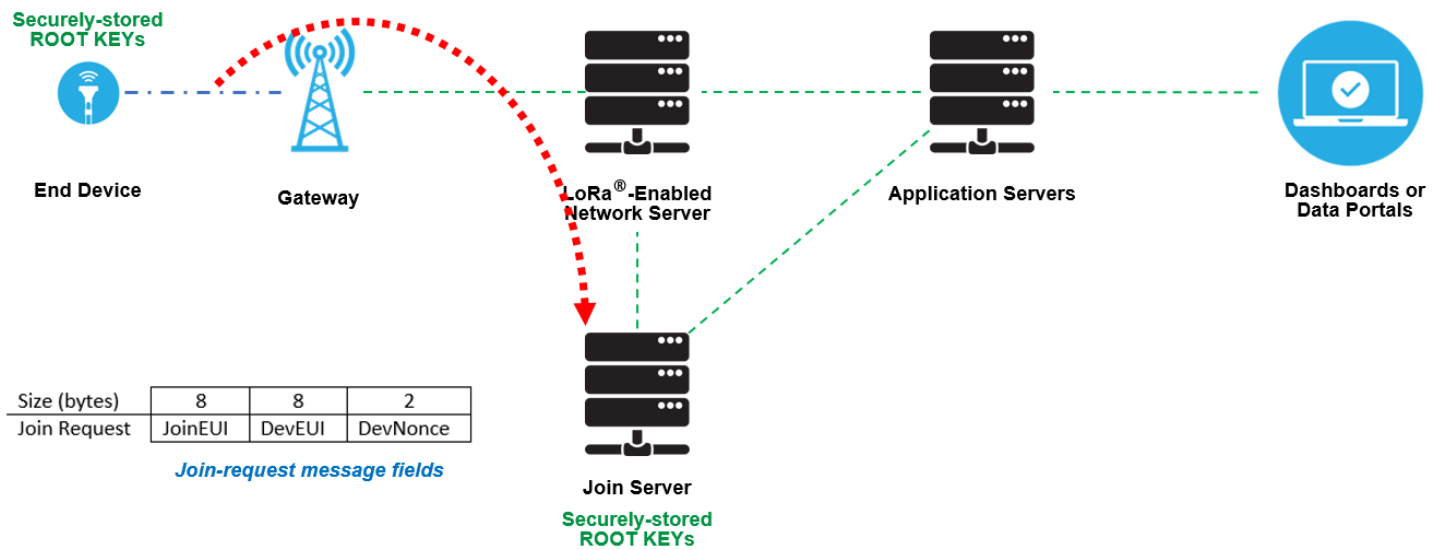 Securely-stored
ROOT KEYs
End Device
Gateway
LoRa®-Enabled
Network Server
Application Servers
Dashboards or
Data Portals
Size (bytes) 8 8 2
Join Request JoinEUI DevEUI DevNonce
Join-request message fields
Join Server
Securely-stored
ROOT KEYs